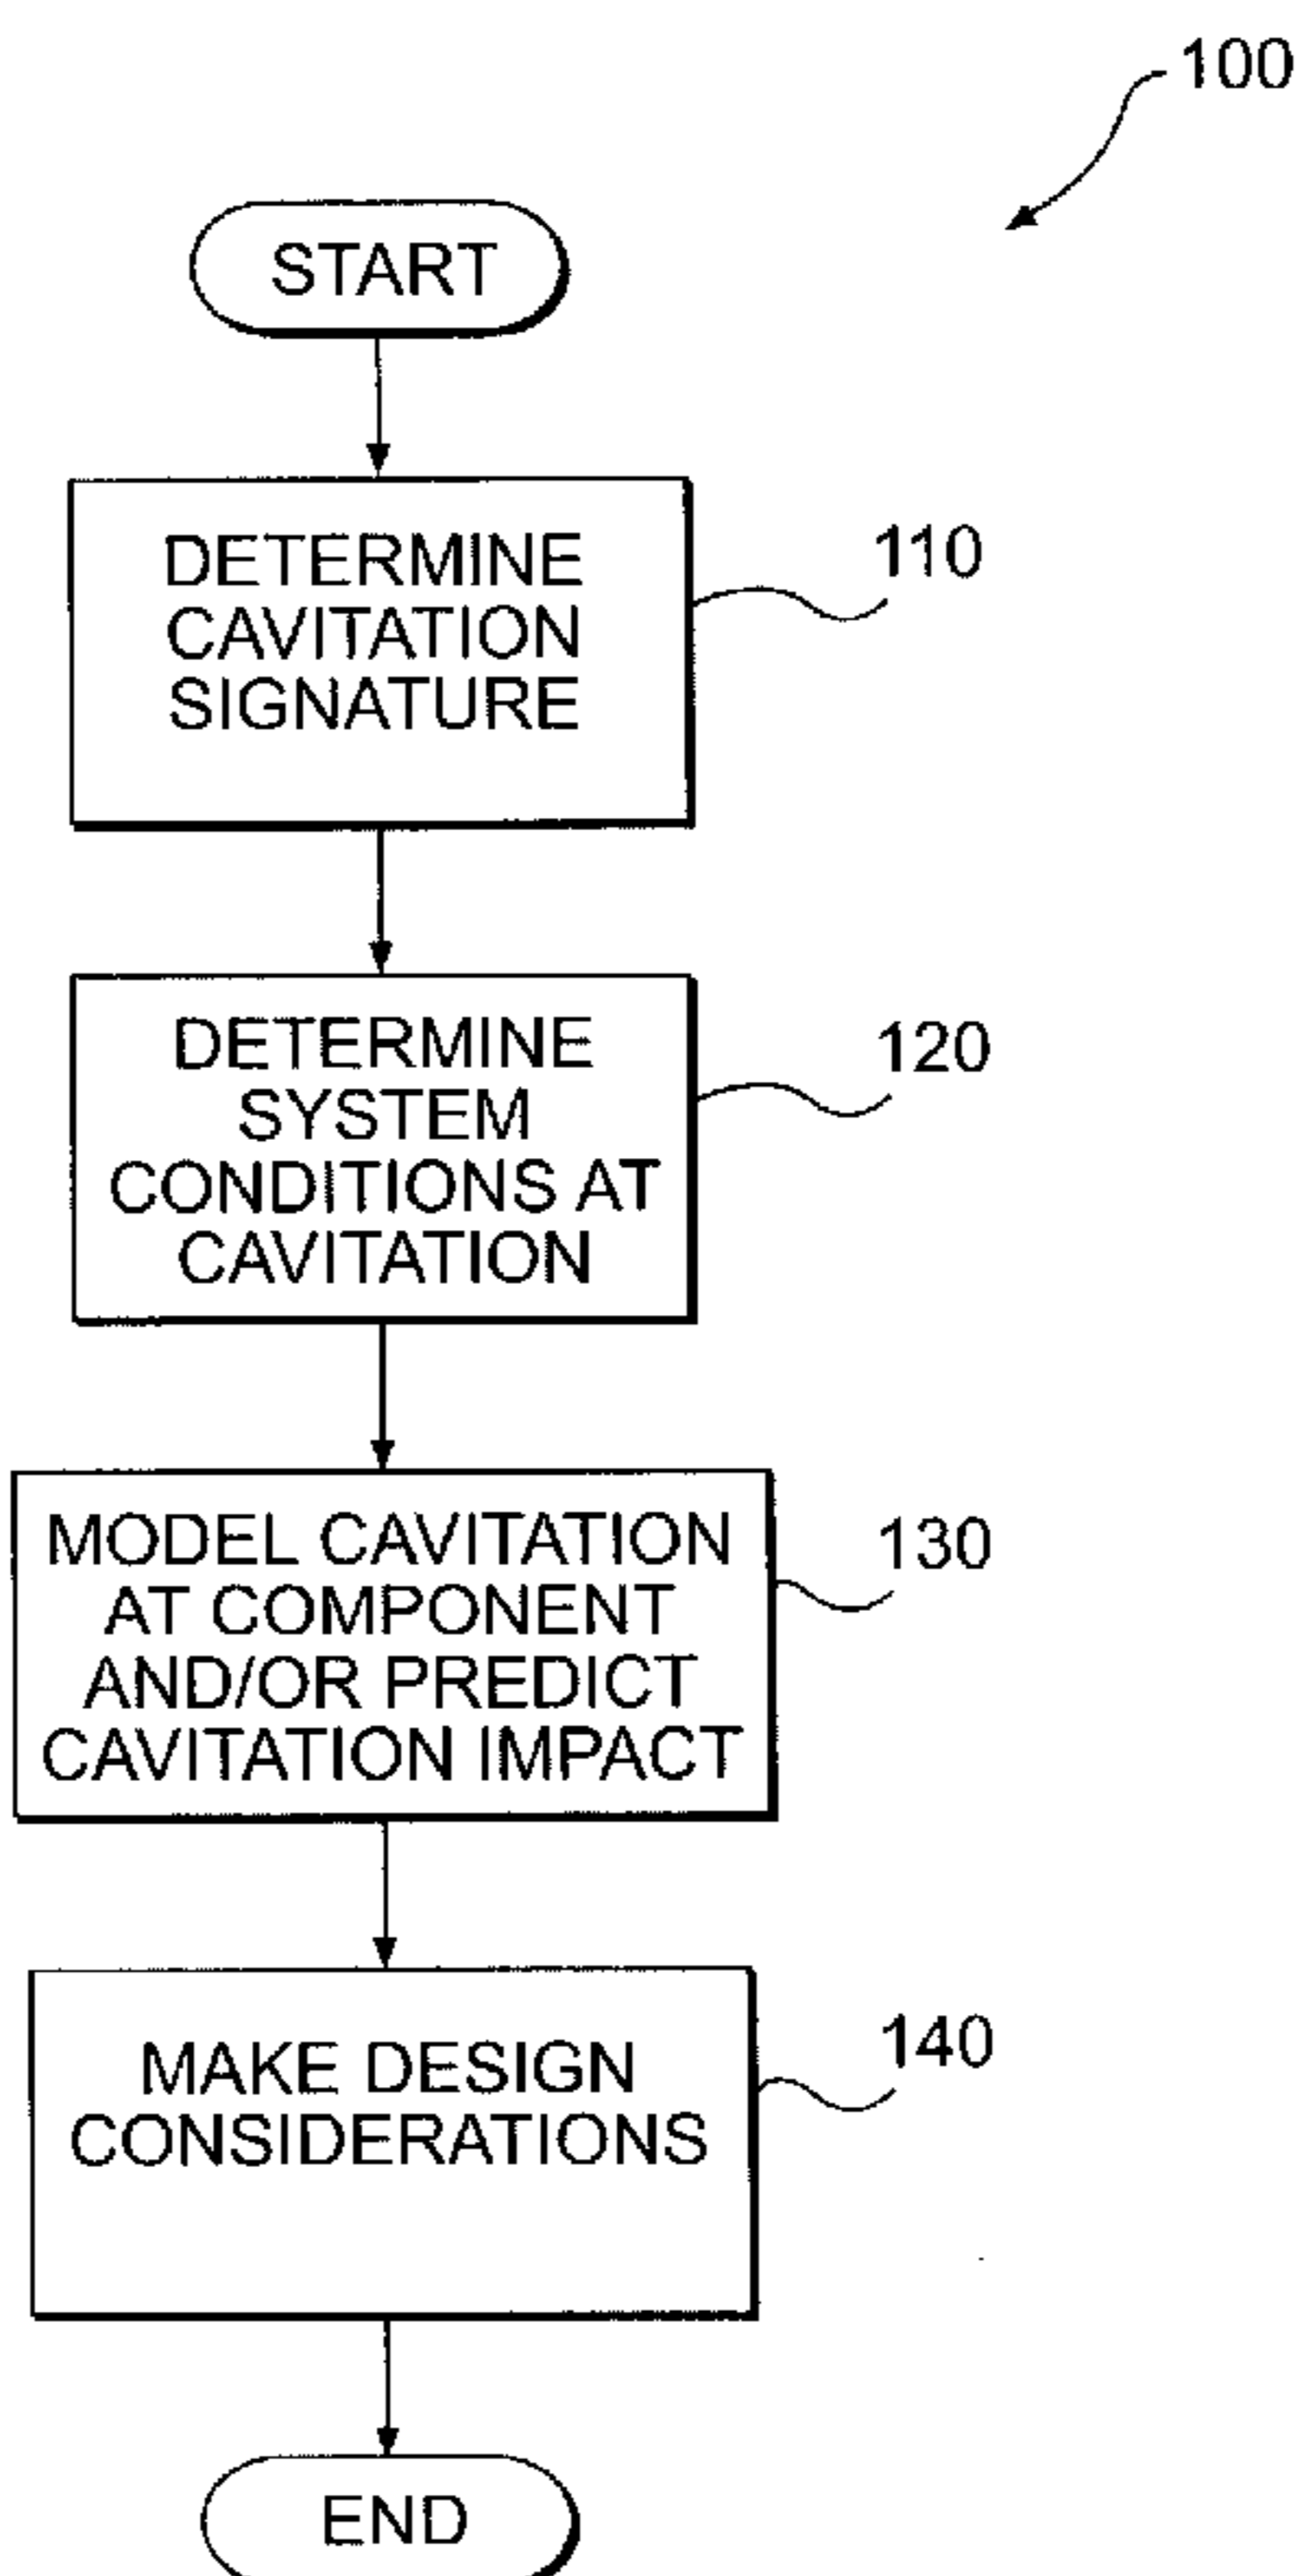 100
START
DETERMINE
CAVITATION
SIGNATURE
110
DETERMINE
SYSTEM
CONDITIONS AT
CAVITATION
120
MODEL CAVITATION
AT COMPONENT
AND/OR PREDICT
CAVITATION IMPACT
130
MAKE DESIGN
CONSIDERATIONS
140
END